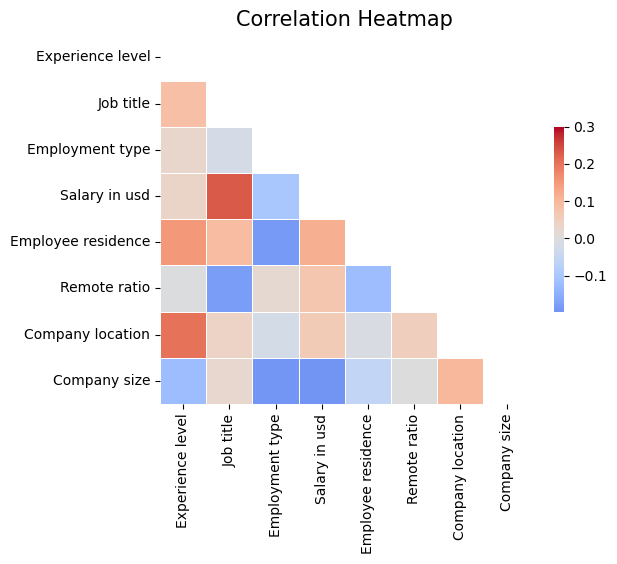 Correlation Heatmap
Experience level
Job title
Employment type
Salary in usd
Employee residence
Remote ratio
Company location
Company size
Experience level
Job title
Employment type
Salary in usd
Employee residence
Remote ratio
Company location
Company size
0.3
0.2
0.1
0.0
−0.1